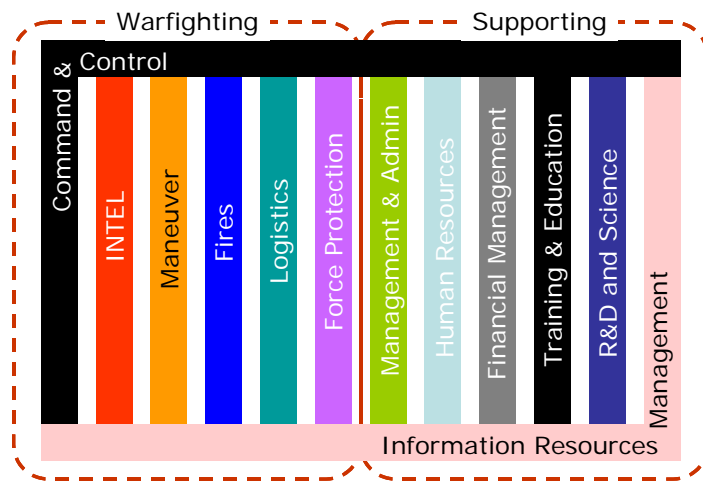 Warfighting
Supporting
Command &
Control
INTEL
Maneuver
Fires
Logistics
Force Protection
Management & Admin
Human Resources
Financial Management
Training & Education
R&D and Science
Management
Information Resources